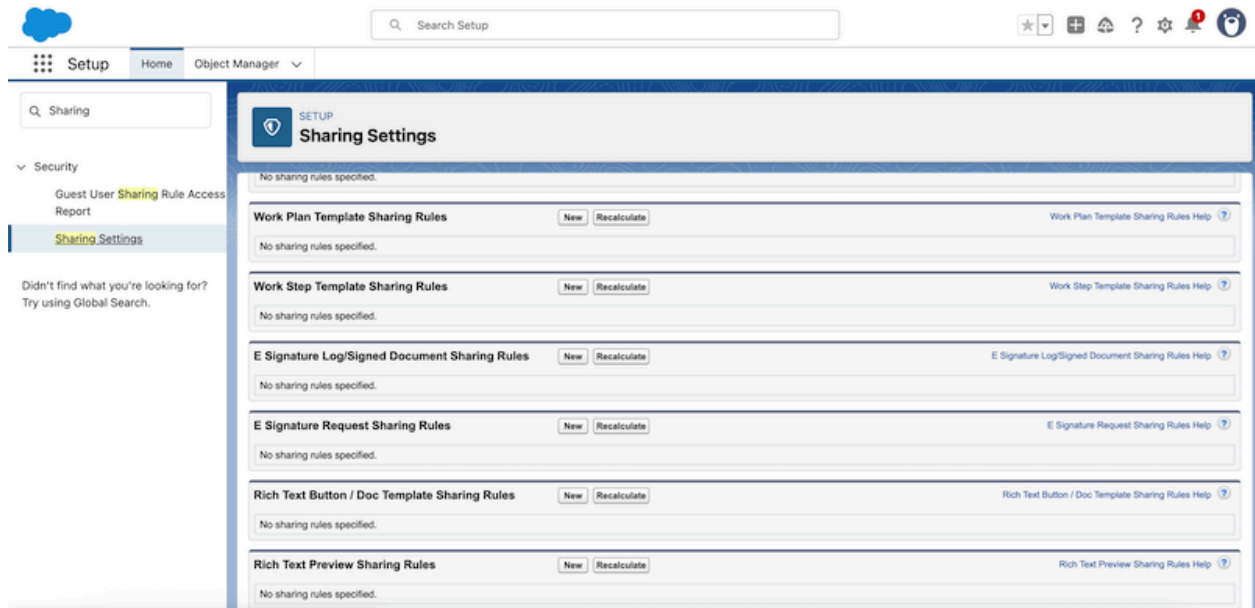 Search Setup
1
Setup
Home
Object Manager
Sharing
Security
Guest User Sharing Rule Access
Report
Sharing Settings
Didn't find what you're looking for?
Try using Global Search.
SETUP
Sharing Settings
No sharing rules specified.
Work Plan Template Sharing Rules New Recalculate Work Plan Template Sharing Rules Help ?
No sharing rules specified.
Work Step Template Sharing Rules New Recalculate Work Step Template Sharing Rules Help ?
No sharing rules specified.
E Signature Log/Signed Document Sharing Rules New Recalculate E Signature Log/Signed Document Sharing Rules Help ?
No sharing rules specified.
E Signature Request Sharing Rules New Recalculate E Signature Request Sharing Rules Help ?
No sharing rules specified.
Rich Text Button / Doc Template Sharing Rules New Recalculate Rich Text Button / Doc Template Sharing Rules Help ?
No sharing rules specified.
Rich Text Preview Sharing Rules New Recalculate Rich Text Preview Sharing Rules Help ?
No sharing rules specified.